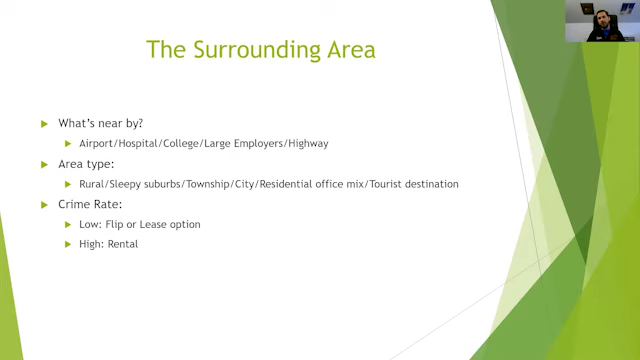 The Surrounding Area
What's near by?
Airport/Hospital/College/Large Employers/Highway
Area type:
Rural/Sleepy suburbs/Township/City/Residential office mix/Tourist destination
Crime Rate:
Low: Flip or Lease option
High: Rental